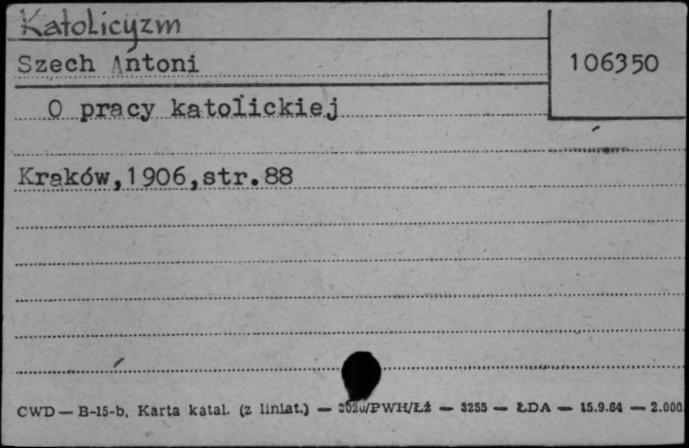 Katolicyzm
Szech Antoni
106350
O pracy katolickiej
Kraków,1906,str.88
CWD — B-15-b, Karta katal. (z liniat.) — /PWH/Łż — 3255 — ŁDA — 15.9.64 — 2.000